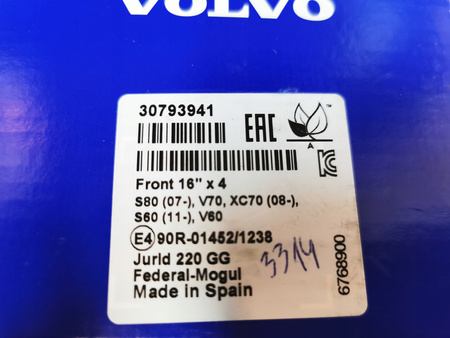 VOLVO
30793941
EAC
A
Front 16" x 4
S80 (07-), V70, XC70 (08-),
S60 (11-), V60
E4 90R-01452/1238
Jurid 220 GG
3314
Federal-Mogul
Made in Spain
6768900